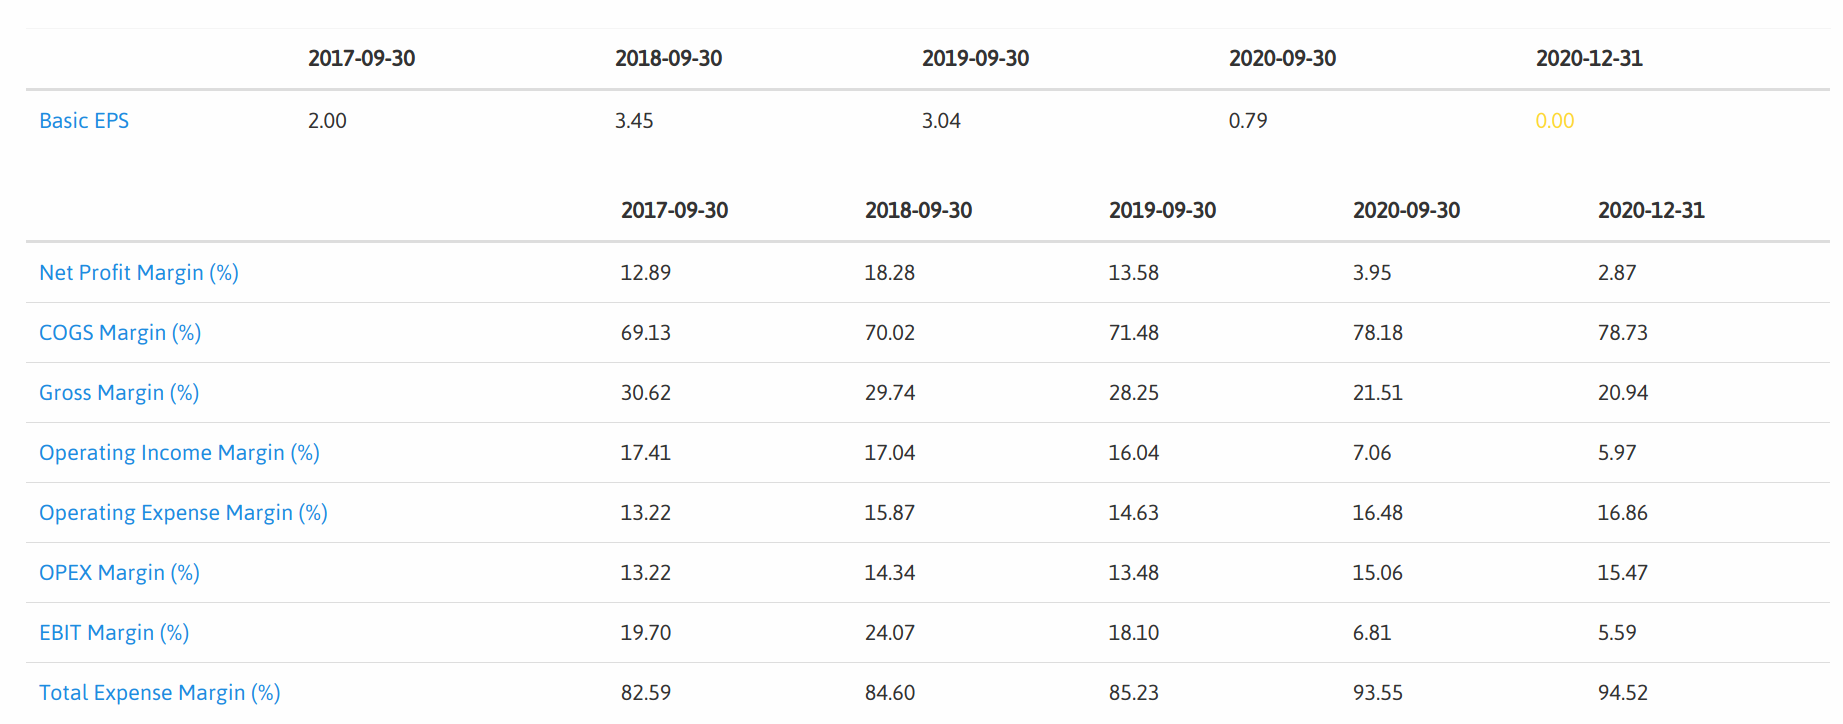 2017-09-30 2018-09-30 2019-09-30 2020-09-30 2020-12-31
Basic EPS 2.00 3.45 3.04 0.79 0.00
2017-09-30 2018-09-30 2019-09-30 2020-09-30 2020-12-31
Net Profit Margin (%) 12.89 18.28 13.58 3.95 2.87
COGS Margin (%) 69.13 70.02 71.48 78.18 78.73
Gross Margin (%) 30.62 29.74 28.25 21.51 20.94
Operating Income Margin (%) 17.41 17.04 16.04 7.06 5.97
Operating Expense Margin (%) 13.22 15.87 14.63 16.48 16.86
OPEX Margin (%) 13.22 14.34 13.48 15.06 15.47
EBIT Margin (%) 19.70 24.07 18.10 6.81 5.59
Total Expense Margin (%) 82.59 84.60 85.23 93.55 94.52